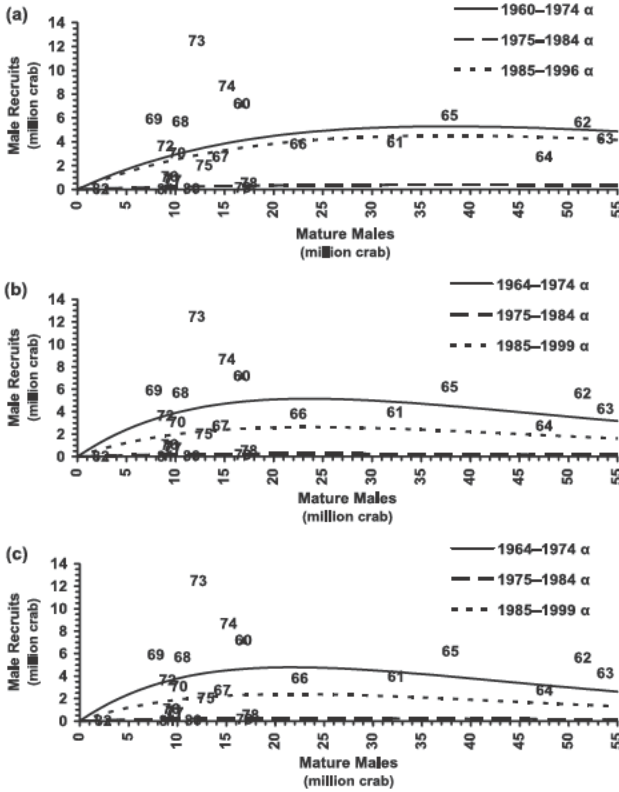 (a)
14
12
10
8
6
4
2
0
Male Recruits
(million crab)
1960–1974 α
1975–1984 α
1985–1996 α
73
74
60
69
68
65
62
72
70
75
67
66
61
64
63
78
82
0 5 10 15 20 25 30 35 40 45 50 55
Mature Males
(million crab)
(b)
14
12
10
8
6
4
2
0
Male Recruits
(million crab)
1964–1974 α
1975–1984 α
1985–1999 α
73
74
60
69
68
65
62
72
70
75
67
66
61
64
63
78
82
0 5 10 15 20 25 30 35 40 45 50 55
Mature Males
(million crab)
(c)
14
12
10
8
6
4
2
0
Male Recruits
(million crab)
1964–1974 α
1975–1984 α
1985–1999 α
73
74
60
69
68
65
62
72
70
75
67
66
61
64
63
78
82
0 5 10 15 20 25 30 35 40 45 50 55
Mature Males
(million crab)